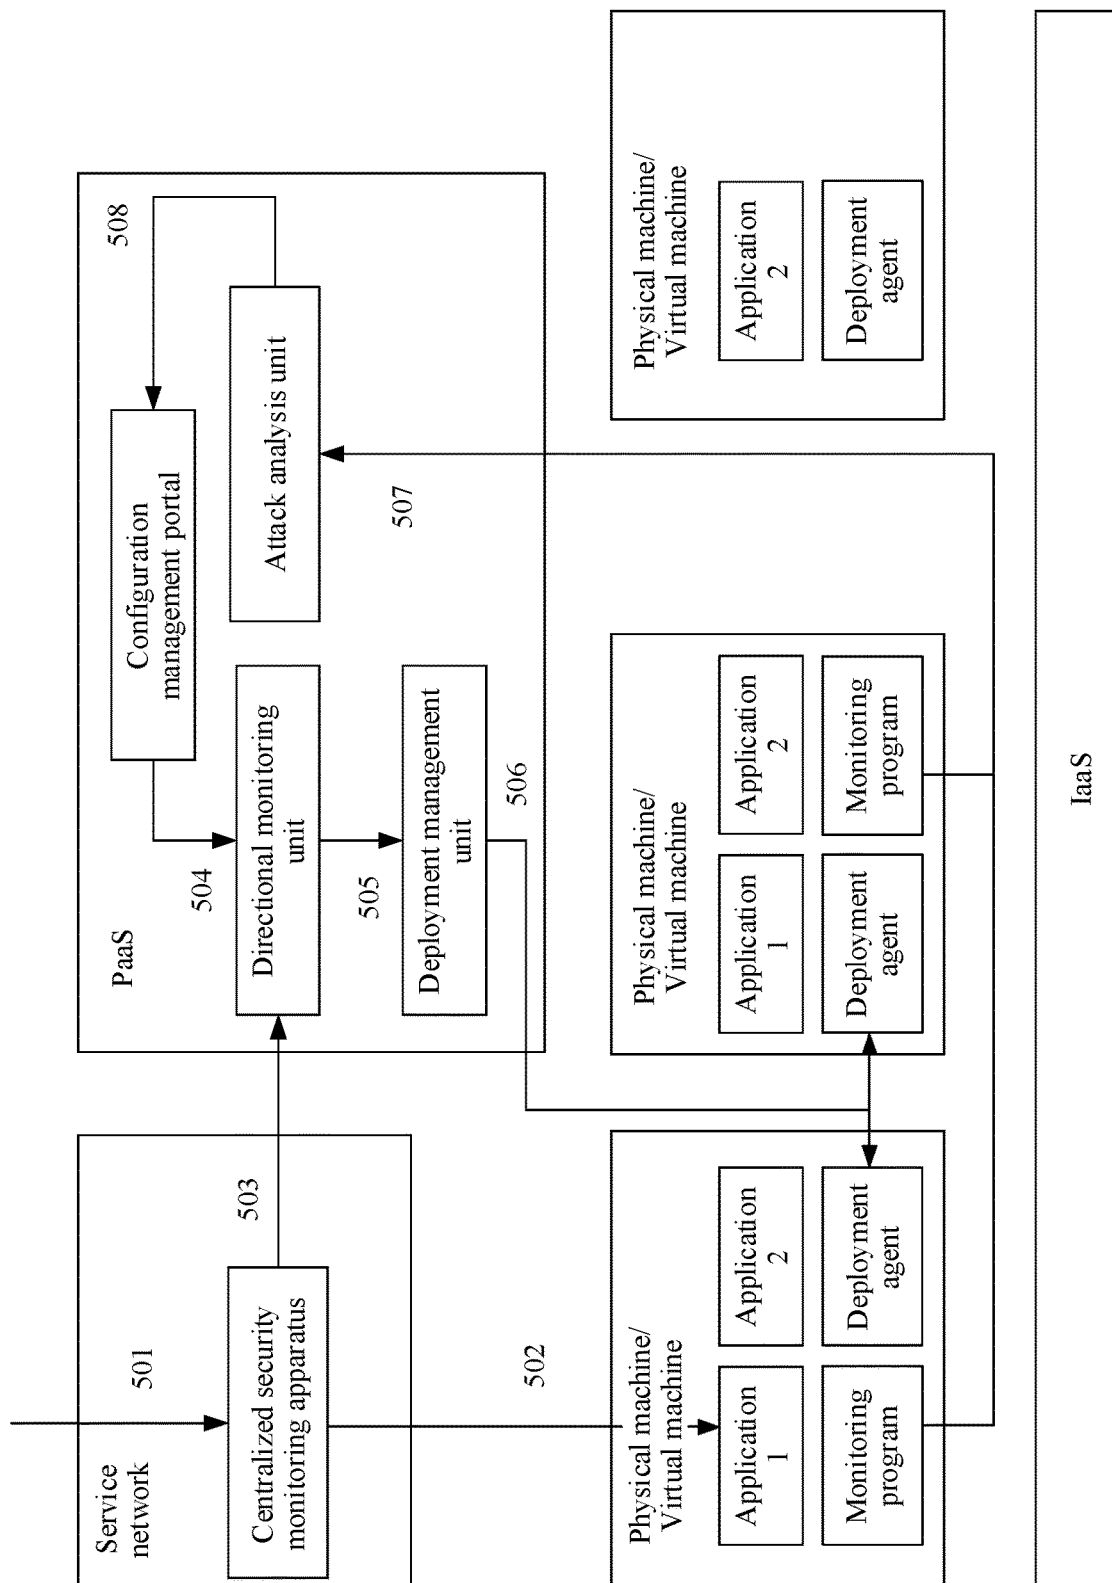 Service
network
501
Centralized security
monitoring apparatus
502
503
PaaS
504
Configuration
management portal
508
Directional monitoring
unit
505
Deployment management
unit
506
Attack analysis unit
507
Physical machine/
Virtual machine
Application
1
Application
2
Monitoring
program
Deployment
agent
Physical machine/
Virtual machine
Application
1
Application
2
Deployment
agent
Monitoring
program
Physical machine/
Virtual machine
Application
2
Deployment
agent
IaaS